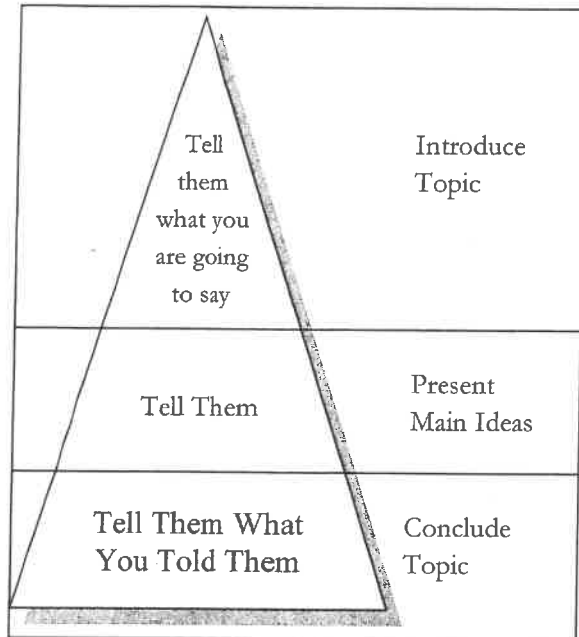 Tell
them
what you
are going
to say
Introduce
Topic
Tell Them
Present
Main Ideas
Tell Them What
You Told Them
Conclude
Topic